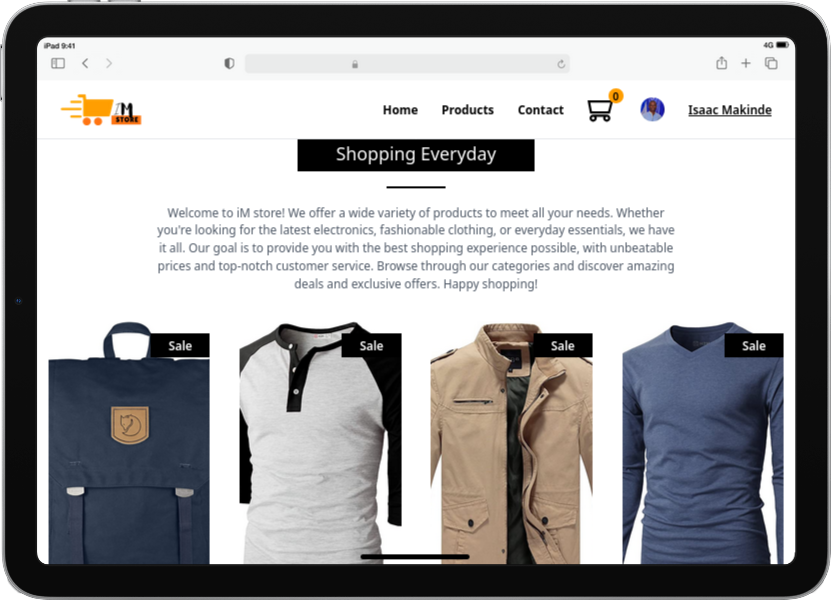 iPad 9:41
4G
iM
STORE
Home
Products
Contact
0
Isaac Makinde
Shopping Everyday
Welcome to iM store! We offer a wide variety of products to meet all your needs. Whether
you're looking for the latest electronics, fashionable clothing, or everyday essentials, we have
it all. Our goal is to provide you with the best shopping experience possible, with unbeatable
prices and top-notch customer service. Browse through our categories and discover amazing
deals and exclusive offers. Happy shopping!
Sale
Sale
Sale
Sale